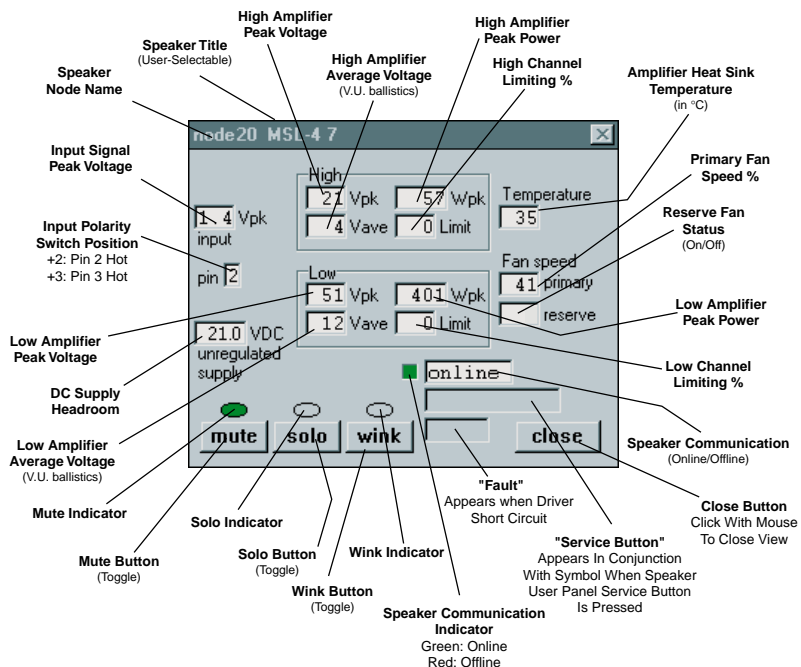 High Amplifier
Peak Voltage
High Amplifier
Peak Power
Speaker Title
(User-Selectable)
High Amplifier
Average Voltage
(V.U. ballistics)
High Channel
Limiting %
Speaker
Node Name
Amplifier Heat Sink
Temperature
(in °C)
node20 MSL-4 7
Input Signal
Peak Voltage
Primary Fan
Speed %
High
21 Vpk
57 Wpk
Temperature
1.4 Vpk
input
4 Vave
0 Limit
35
Reserve Fan
Status
(On/Off)
Input Polarity
Switch Position
+2: Pin 2 Hot
+3: Pin 3 Hot
pin 2
Fan speed
Low
41 primary
51 Vpk
401 Wpk
reserve
12 Vave
0 Limit
Low Amplifier
Peak Power
Low Amplifier
Peak Voltage
21.0 VDC
unregulated
supply
Low Channel
Limiting %
DC Supply
Headroom
online
mute
solo
wink
close
Low Amplifier
Average Voltage
(V.U. ballistics)
Speaker Communication
(Online/Offline)
Mute Indicator
Solo Indicator
"Fault"
Appears when Driver
Short Circuit
Close Button
Click With Mouse
To Close View
Mute Button
(Toggle)
Solo Button
(Toggle)
Wink Indicator
"Service Button"
Appears In Conjunction
With Symbol When Speaker
User Panel Service Button
Is Pressed
Wink Button
(Toggle)
Speaker Communication
Indicator
Green: Online
Red: Offline